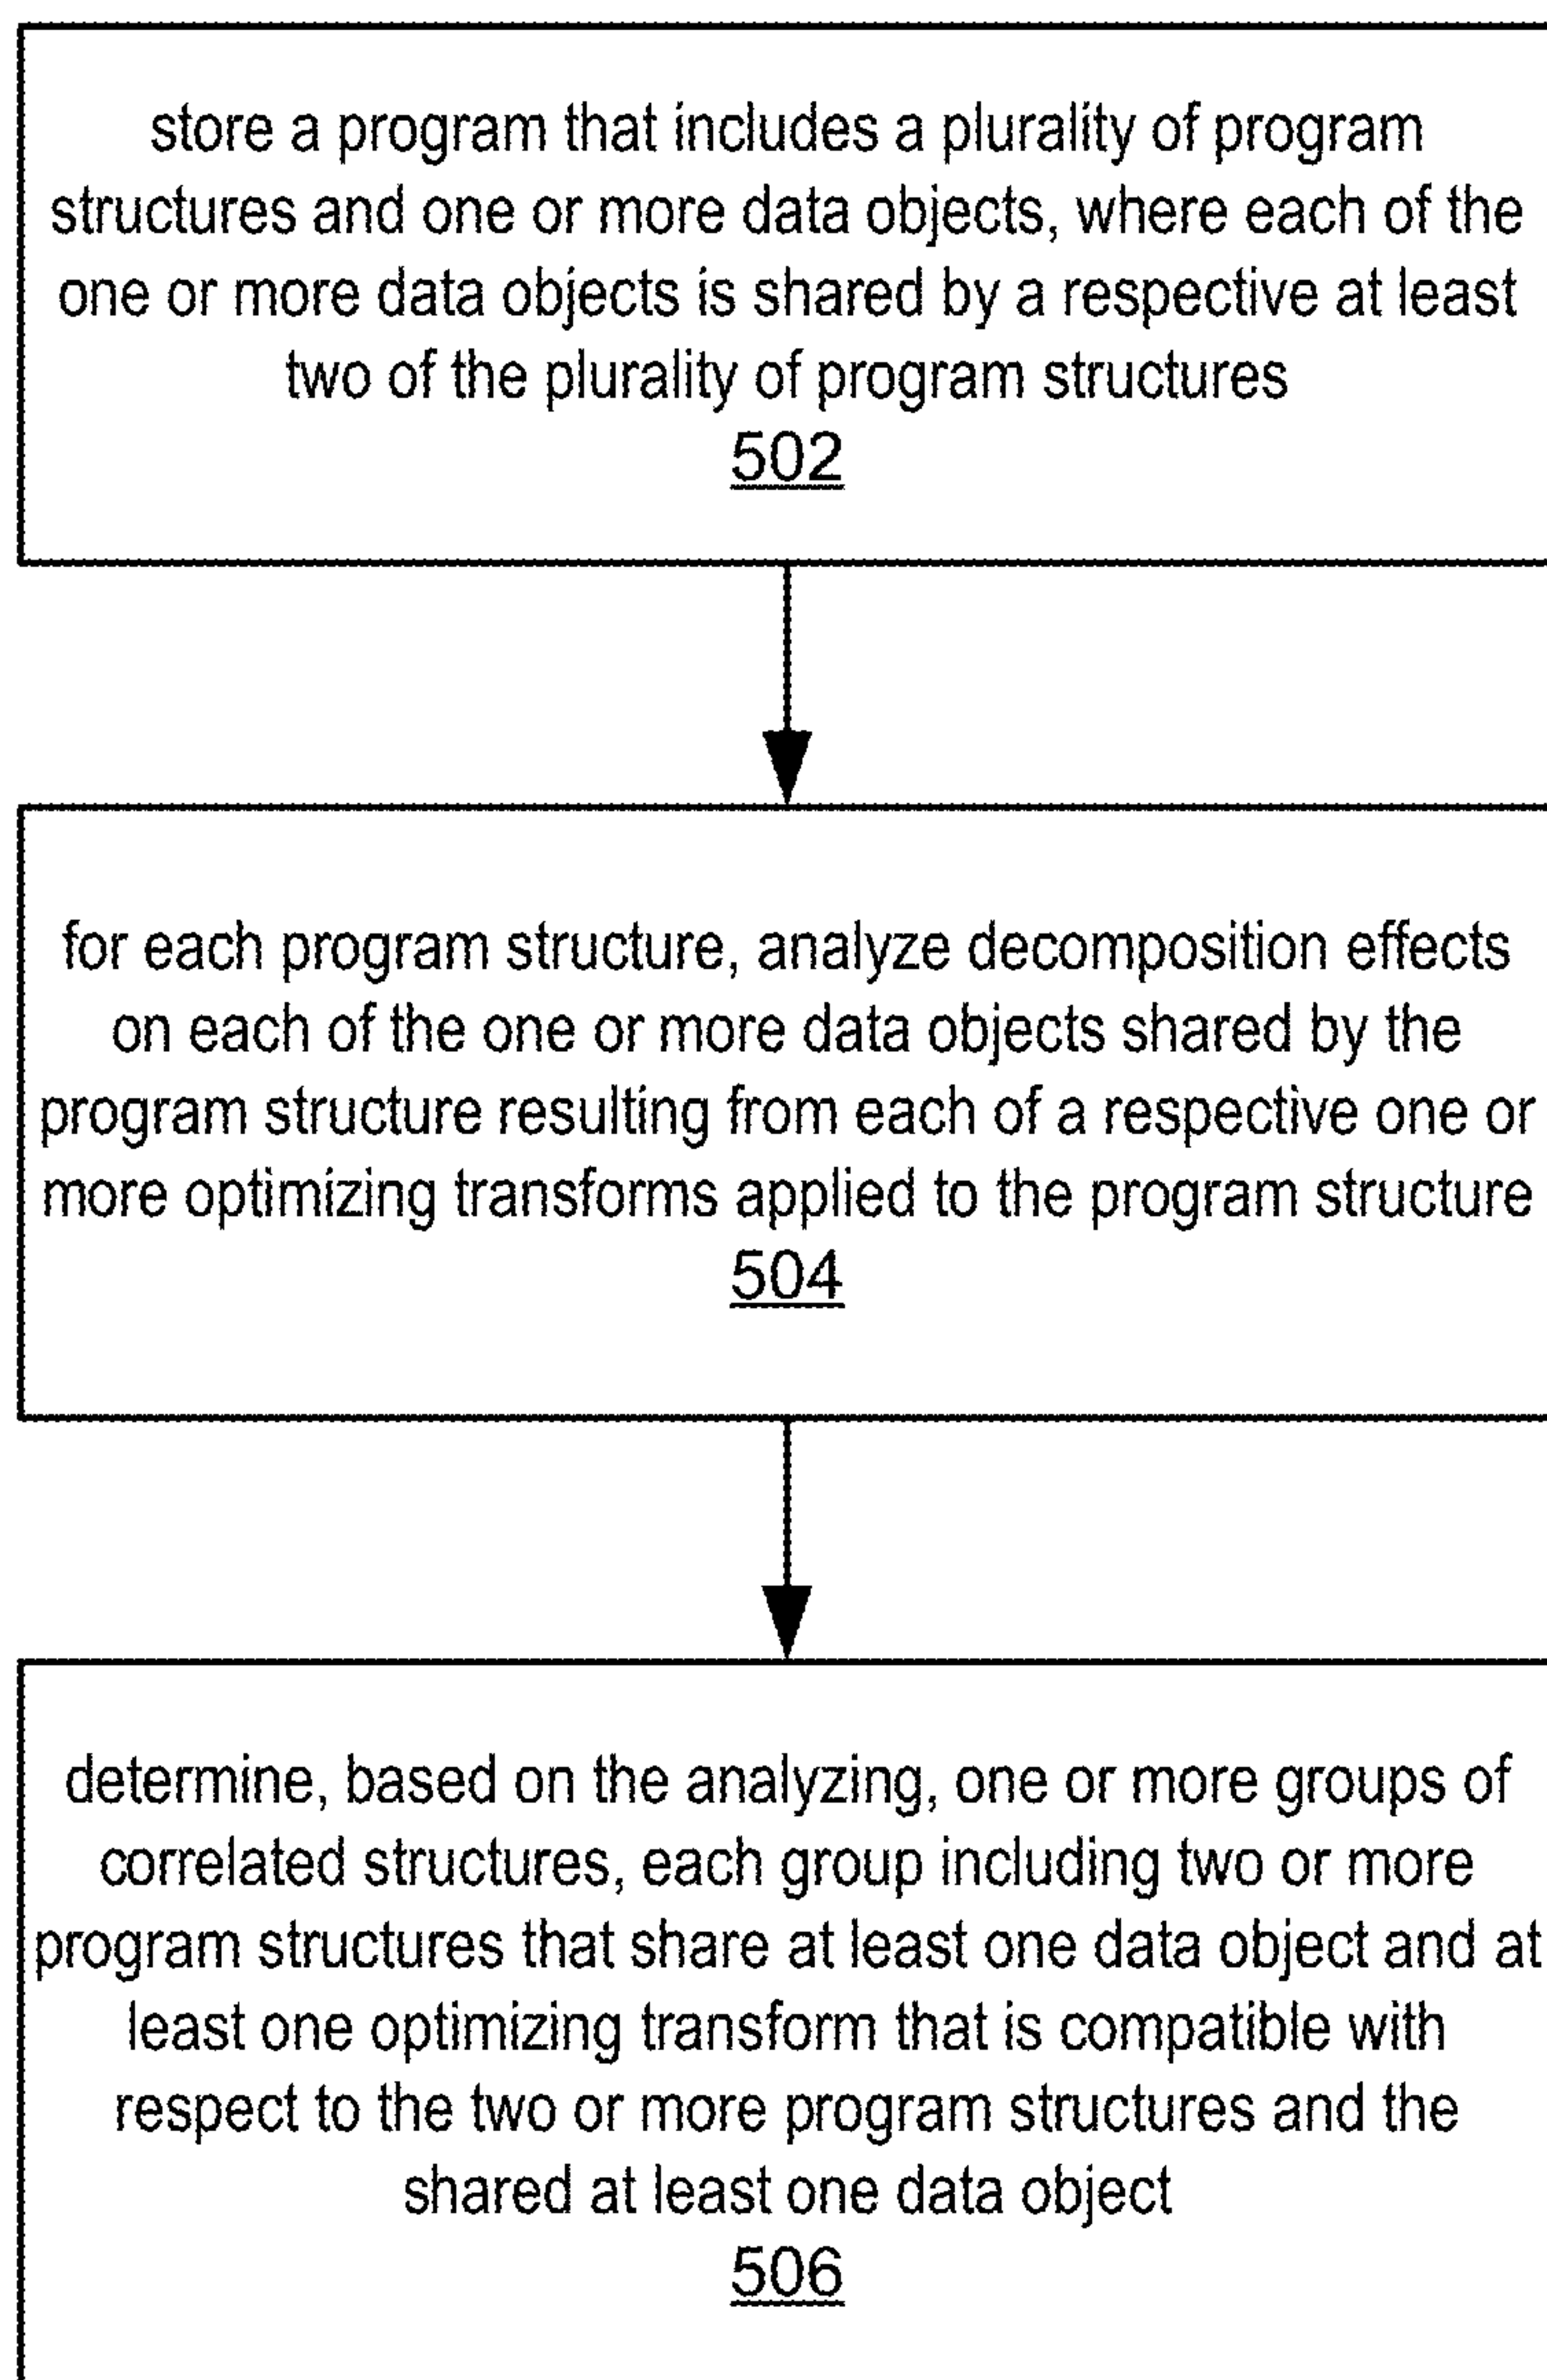 store a program that includes a plurality of program
structures and one or more data objects, where each of the
one or more data objects is shared by a respective at least
two of the plurality of program structures
502
for each program structure, analyze decomposition effects
on each of the one or more data objects shared by the
program structure resulting from each of a respective one or
more optimizing transforms applied to the program structure
504
determine, based on the analyzing, one or more groups of
correlated structures, each group including two or more
program structures that share at least one data object and at
least one optimizing transform that is compatible with
respect to the two or more program structures and the
shared at least one data object
506